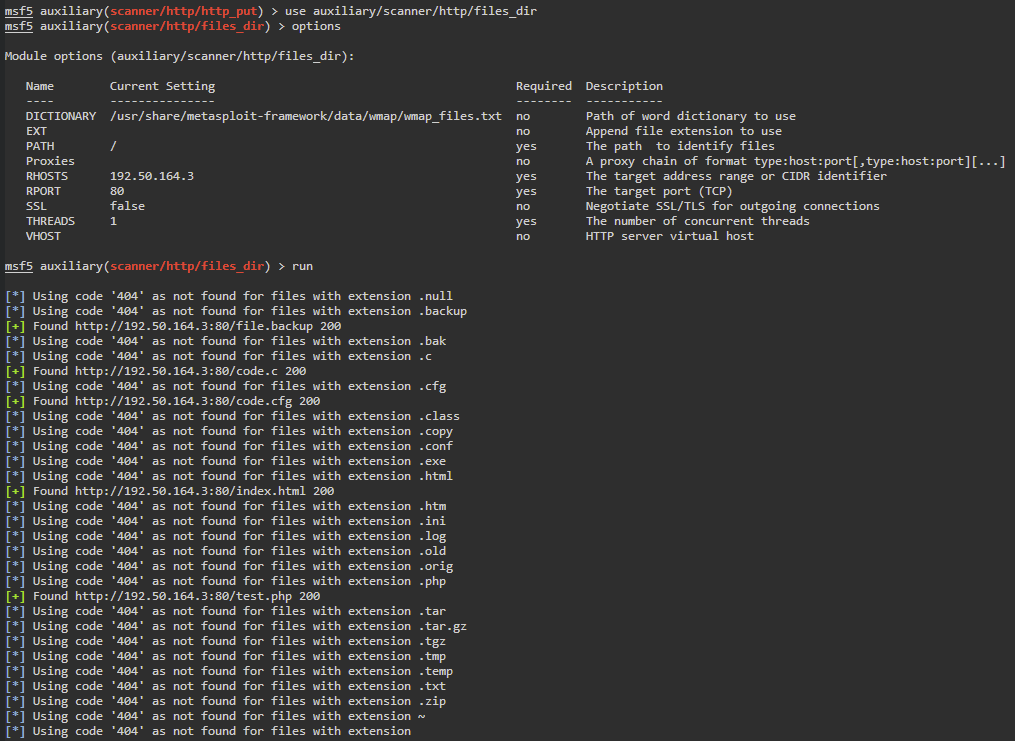 msf5 auxiliary(scanner/http/http_put) > use auxiliary/scanner/http/files_dir
msf5 auxiliary(scanner/http/files_dir) > options
Module options (auxiliary/scanner/http/files_dir):
Name Current Setting Required Description
---- --------------- -------- -----------
DICTIONARY /usr/share/metasploit-framework/data/wmap/wmap_files.txt no Path of word dictionary to use
EXT no Append file extension to use
PATH / yes The path  to identify files
Proxies no A proxy chain of format type:host:port[,type:host:port][...]
RHOSTS 192.50.164.3 yes The target address range or CIDR identifier
RPORT 80 yes The target port (TCP)
SSL false no Negotiate SSL/TLS for outgoing connections
THREADS 1 yes The number of concurrent threads
VHOST no HTTP server virtual host
msf5 auxiliary(scanner/http/files_dir) > run
[*] Using code '404' as not found for files with extension .null
[*] Using code '404' as not found for files with extension .backup
[+] Found http://192.50.164.3:80/file.backup 200
[*] Using code '404' as not found for files with extension .bak
[*] Using code '404' as not found for files with extension .c
[+] Found http://192.50.164.3:80/code.c 200
[*] Using code '404' as not found for files with extension .cfg
[+] Found http://192.50.164.3:80/code.cfg 200
[*] Using code '404' as not found for files with extension .class
[*] Using code '404' as not found for files with extension .copy
[*] Using code '404' as not found for files with extension .conf
[*] Using code '404' as not found for files with extension .exe
[*] Using code '404' as not found for files with extension .html
[+] Found http://192.50.164.3:80/index.html 200
[*] Using code '404' as not found for files with extension .htm
[*] Using code '404' as not found for files with extension .ini
[*] Using code '404' as not found for files with extension .log
[*] Using code '404' as not found for files with extension .old
[*] Using code '404' as not found for files with extension .orig
[*] Using code '404' as not found for files with extension .php
[+] Found http://192.50.164.3:80/test.php 200
[*] Using code '404' as not found for files with extension .tar
[*] Using code '404' as not found for files with extension .tar.gz
[*] Using code '404' as not found for files with extension .tgz
[*] Using code '404' as not found for files with extension .tmp
[*] Using code '404' as not found for files with extension .temp
[*] Using code '404' as not found for files with extension .txt
[*] Using code '404' as not found for files with extension .zip
[*] Using code '404' as not found for files with extension ~
[*] Using code '404' as not found for files with extension